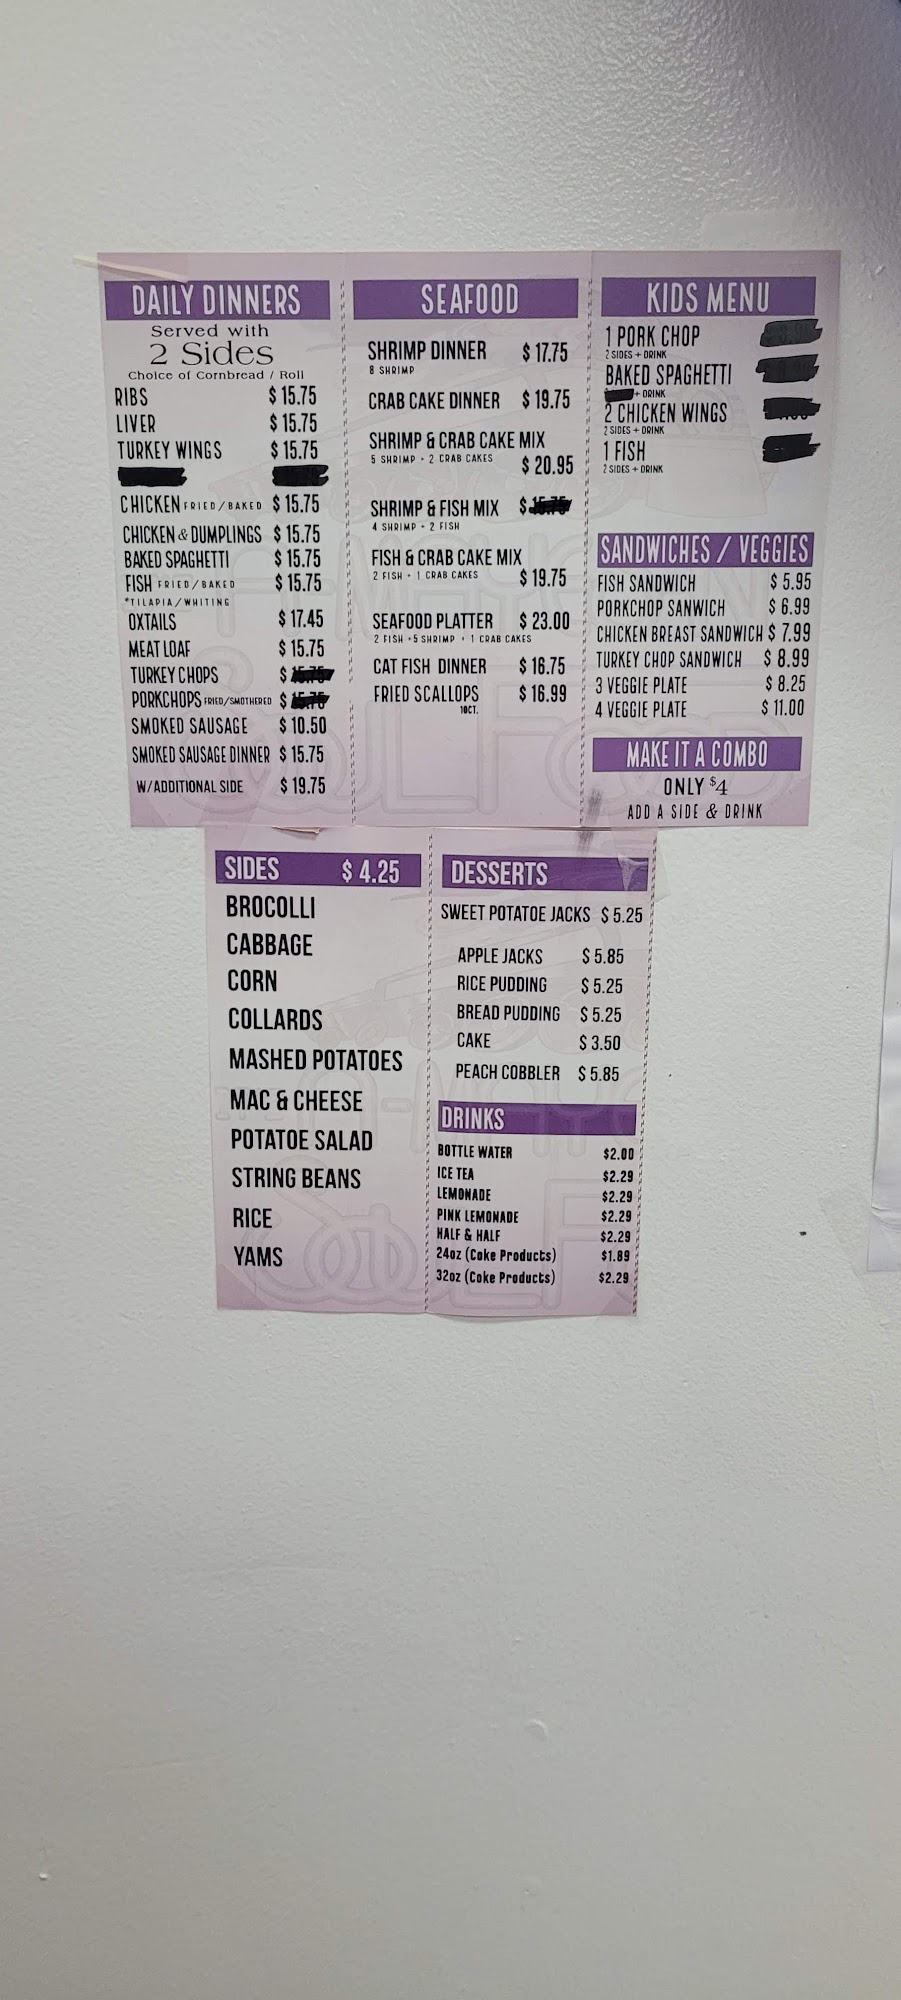 DAILY DINNERS
Served with
2 Sides
Choice of Cornbread / Roll
RIBS $ 15.75
LIVER $ 15.75
TURKEY WINGS $ 15.75
CHICKEN FRIED/BAKED $ 15.75
CHICKEN & DUMPLINGS $ 15.75
BAKED SPAGHETTI $ 15.75
FISH FRIED/BAKED $ 15.75
*TILAPIA/WHITING
OXTAILS $ 17.45
MEAT LOAF $ 15.75
TURKEY CHOPS $ 15.75
PORKCHOPS FRIED/SMOTHERED $ 15.75
SMOKED SAUSAGE $ 10.50
SMOKED SAUSAGE DINNER $ 15.75
W/ADDITIONAL SIDE $ 19.75
SEAFOOD
SHRIMP DINNER $ 17.75
8 SHRIMP
CRAB CAKE DINNER $ 19.75
SHRIMP & CRAB CAKE MIX
5 SHRIMP • 2 CRAB CAKES $ 20.95
SHRIMP & FISH MIX $ 15.75
4 SHRIMP • 2 FISH
FISH & CRAB CAKE MIX
2 FISH • 1 CRAB CAKES $ 19.75
SEAFOOD PLATTER $ 23.00
2 FISH •5 SHRIMP • 1 CRAB CAKES
CAT FISH DINNER $ 16.75
FRIED SCALLOPS $ 16.99
10CT.
KIDS MENU
1 PORK CHOP
2 SIDES + DRINK
BAKED SPAGHETTI
+ DRINK
2 CHICKEN WINGS
2 SIDES + DRINK
1 FISH
2 SIDES + DRINK
SANDWICHES / VEGGIES
FISH SANDWICH $ 5.95
PORKCHOP SANWICH $ 6.99
CHICKEN BREAST SANDWICH $ 7.99
TURKEY CHOP SANDWICH $ 8.99
3 VEGGIE PLATE $ 8.25
4 VEGGIE PLATE $ 11.00
MAKE IT A COMBO
ONLY $4
ADD A SIDE & DRINK
SIDES $ 4.25
BROCOLLI
CABBAGE
CORN
COLLARDS
MASHED POTATOES
MAC & CHEESE
POTATOE SALAD
STRING BEANS
RICE
YAMS
DESSERTS
SWEET POTATOE JACKS $ 5.25
APPLE JACKS $ 5.85
RICE PUDDING $ 5.25
BREAD PUDDING $ 5.25
CAKE $ 3.50
PEACH COBBLER $ 5.85
DRINKS
BOTTLE WATER $2.00
ICE TEA $2.29
LEMONADE $2.29
PINK LEMONADE $2.29
HALF & HALF $2.29
24oz (Coke Products) $1.89
32oz (Coke Products) $2.29